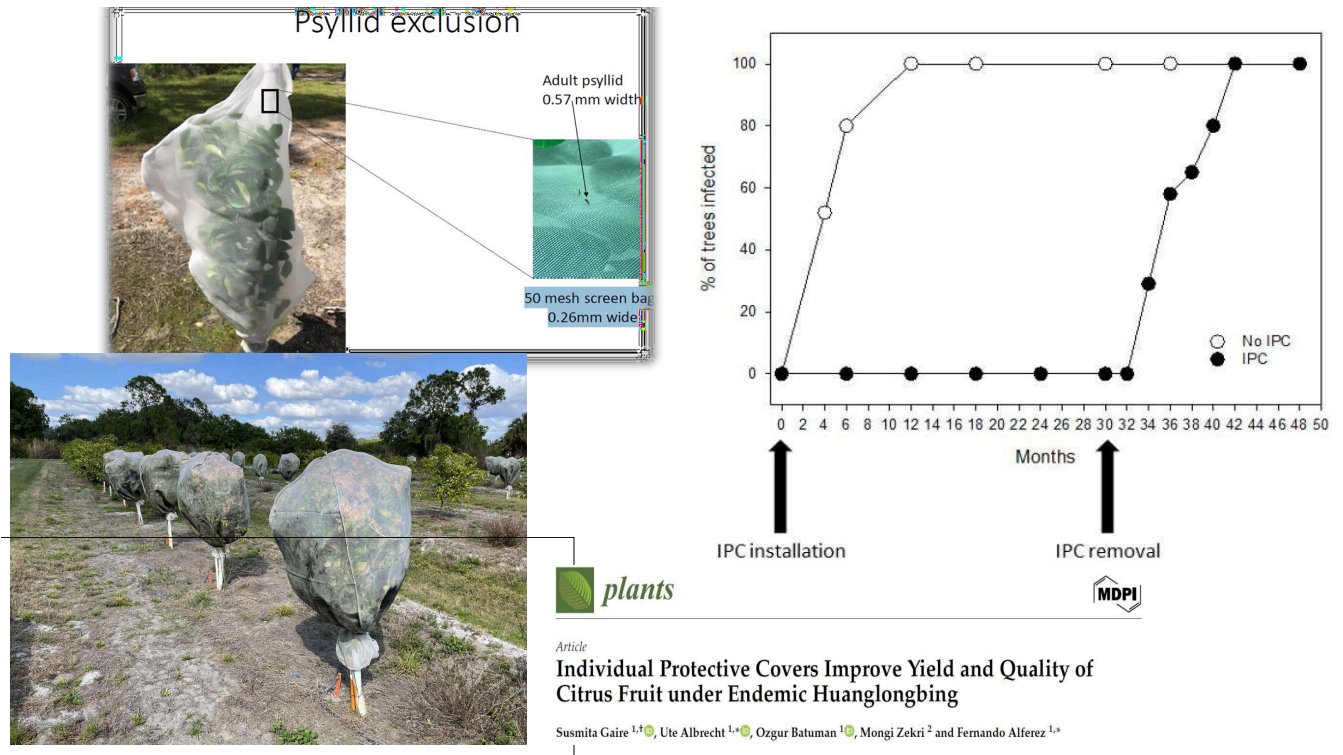 Psyllid exclusion
Adult psyllid
0.57 mm width
50 mesh screen bag
0.26mm wide
% of trees infected
100
80
60
40
20
0
No IPC
IPC
0 2 4 6 8 10 12 14 16 18 20 22 24 26 28 30 32 34 36 38 40 42 44 46 48 50
Months
IPC installation
IPC removal
plants
MDPI
Article
Individual Protective Covers Improve Yield and Quality of
Citrus Fruit under Endemic Huanglongbing
Susmita Gaire 1,† iD, Ute Albrecht 1,* iD, Ozgur Batuman 1 iD, Mongi Zekri 2 and Fernando Alferez 1,*